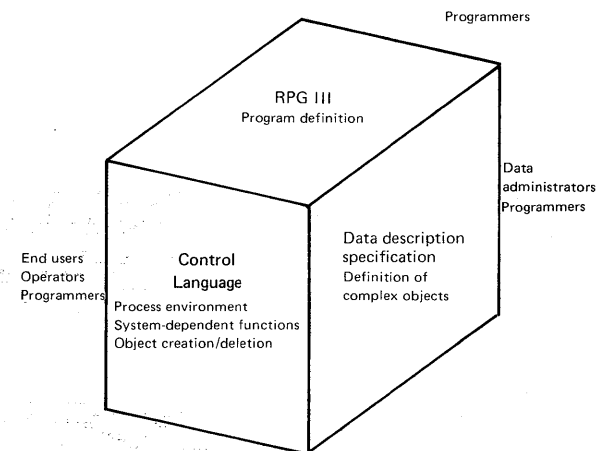 Programmers
RPG III
Program definition
Data
administrators
Programmers
Data description
specification
Definition of
complex objects
End users
Operators
Programmers
Control
Language
Process environment
System-dependent functions
Object creation/deletion